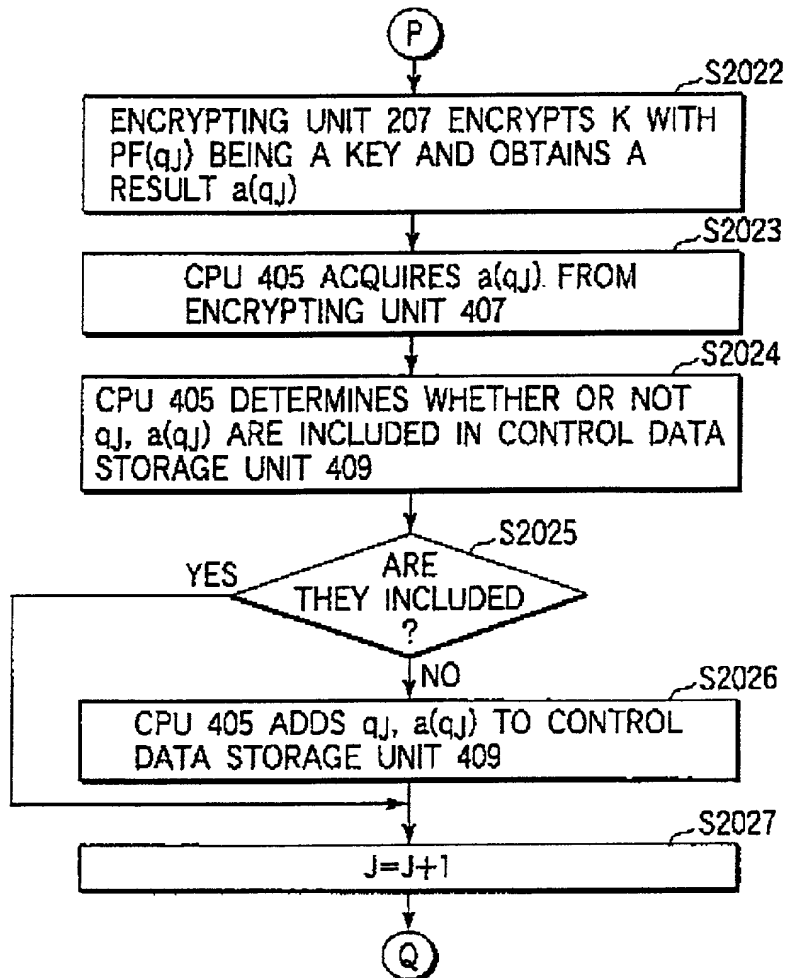 P
S2022
ENCRYPTING UNIT 207 ENCRYPTS K WITH
PF(qJ) BEING A KEY AND OBTAINS A
RESULT a(qJ)
S2023
CPU 405 ACQUIRES a(qJ) FROM
ENCRYPTING UNIT 407
S2024
CPU 405 DETERMINES WHETHER OR NOT
qJ, a(qJ) ARE INCLUDED IN CONTROL DATA
STORAGE UNIT 409
S2025
YES
ARE
THEY INCLUDED
?
NO
S2026
CPU 405 ADDS qJ, a(qJ) TO CONTROL
DATA STORAGE UNIT 409
S2027
J=J+1
Q